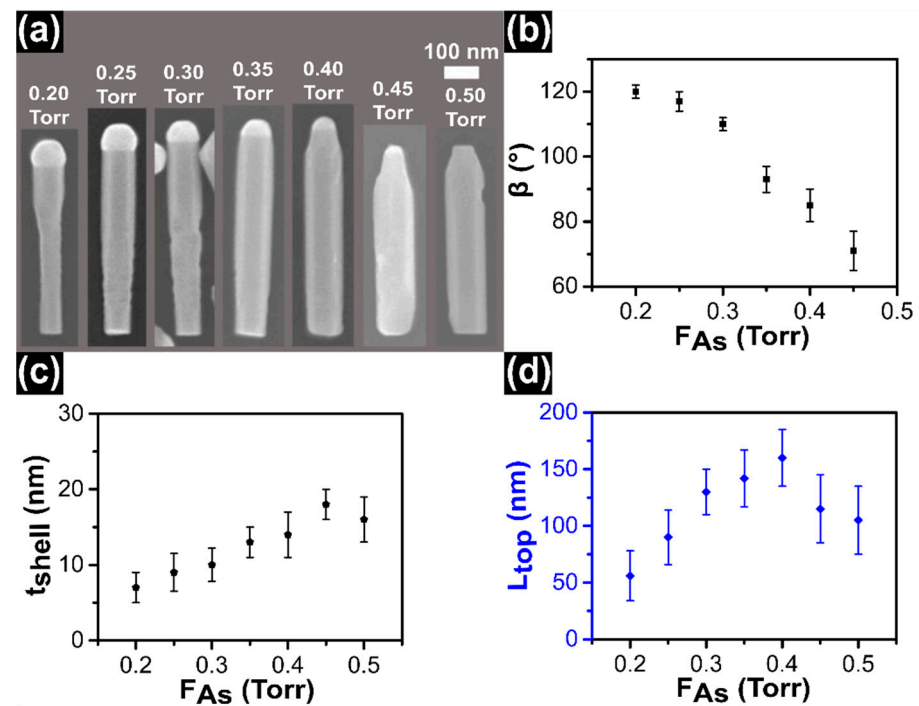 (a)
0.20
Torr
0.25
Torr
0.30
Torr
0.35
Torr
0.40
Torr
0.45
Torr
100 nm
0.50
Torr
(b)
120
100
80
60
β (°)
0.2
0.3
0.4
0.5
FAs (Torr)
(c)
30
20
10
0
tshell (nm)
0.2
0.3
0.4
0.5
FAs (Torr)
(d)
200
150
100
50
0
Ltop (nm)
0.2
0.3
0.4
0.5
FAs (Torr)